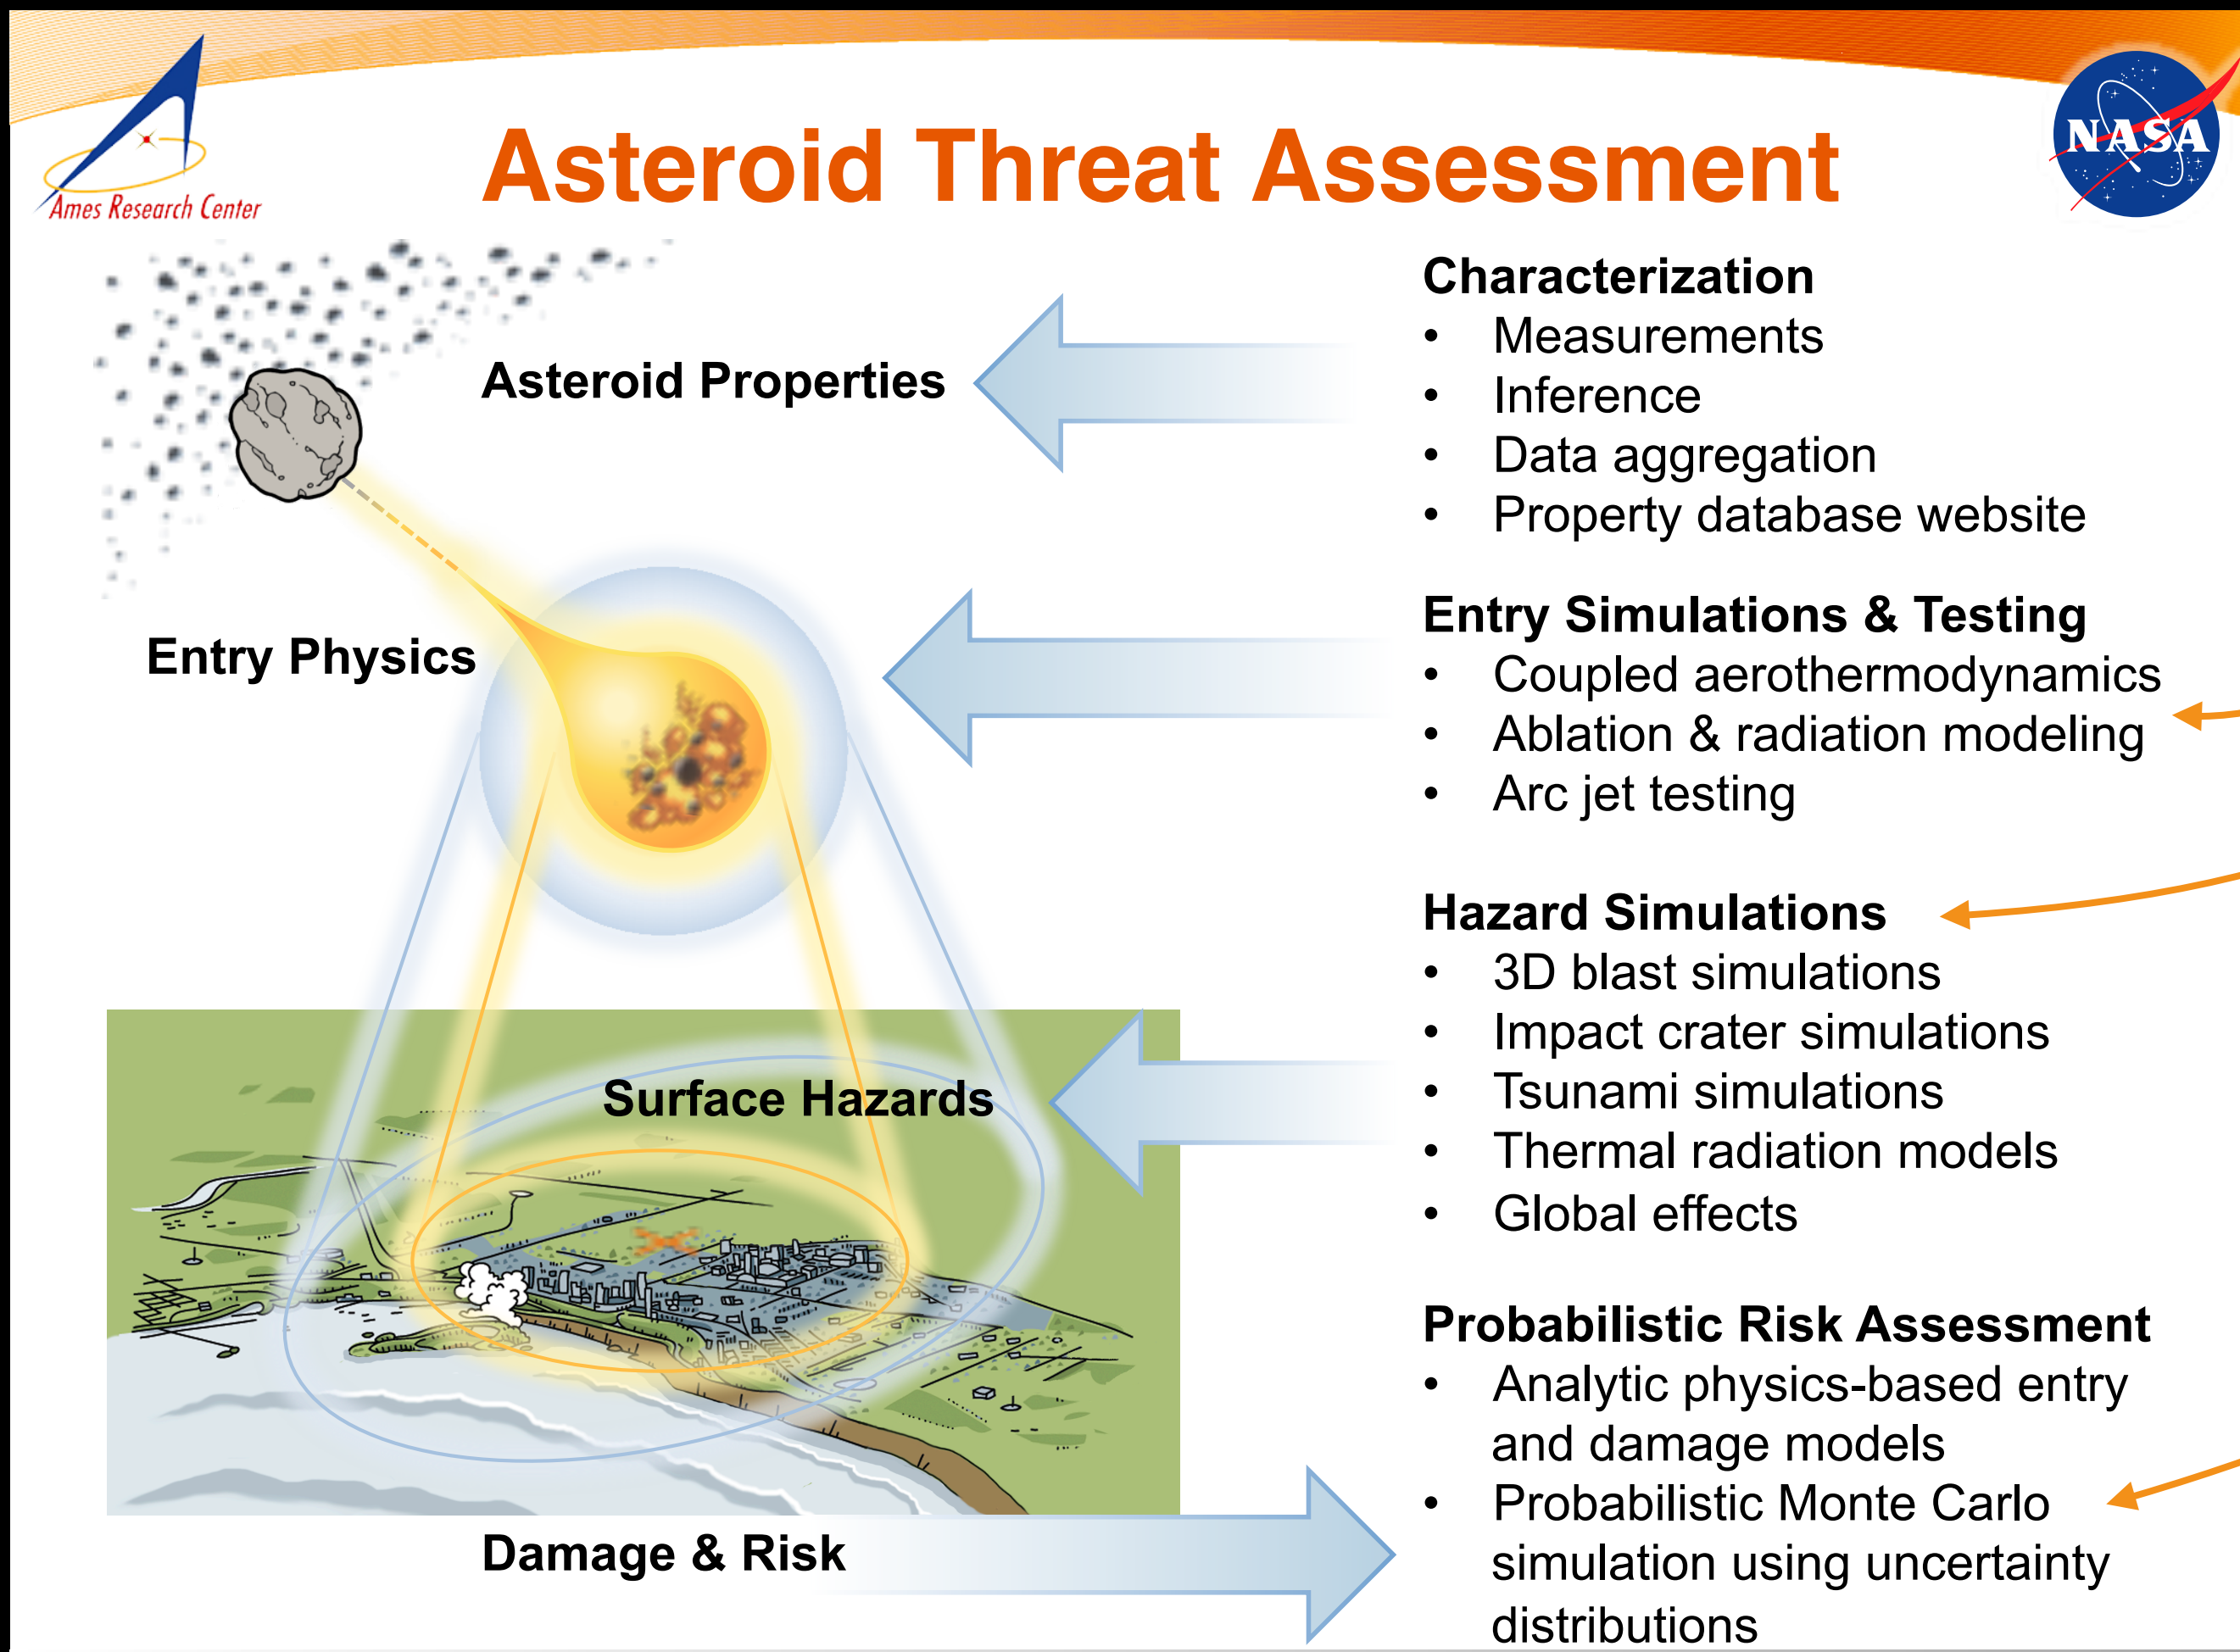 Ames Research Center
NASA
Asteroid Threat Assessment
Asteroid Properties
Entry Physics
Surface Hazards
Damage & Risk
Characterization
• Measurements
• Inference
• Data aggregation
• Property database website
Entry Simulations & Testing
• Coupled aerothermodynamics
• Ablation & radiation modeling
• Arc jet testing
Hazard Simulations
• 3D blast simulations
• Impact crater simulations
• Tsunami simulations
• Thermal radiation models
• Global effects
Probabilistic Risk Assessment
• Analytic physics-based entry
and damage models
• Probabilistic Monte Carlo
simulation using uncertainty
distributions